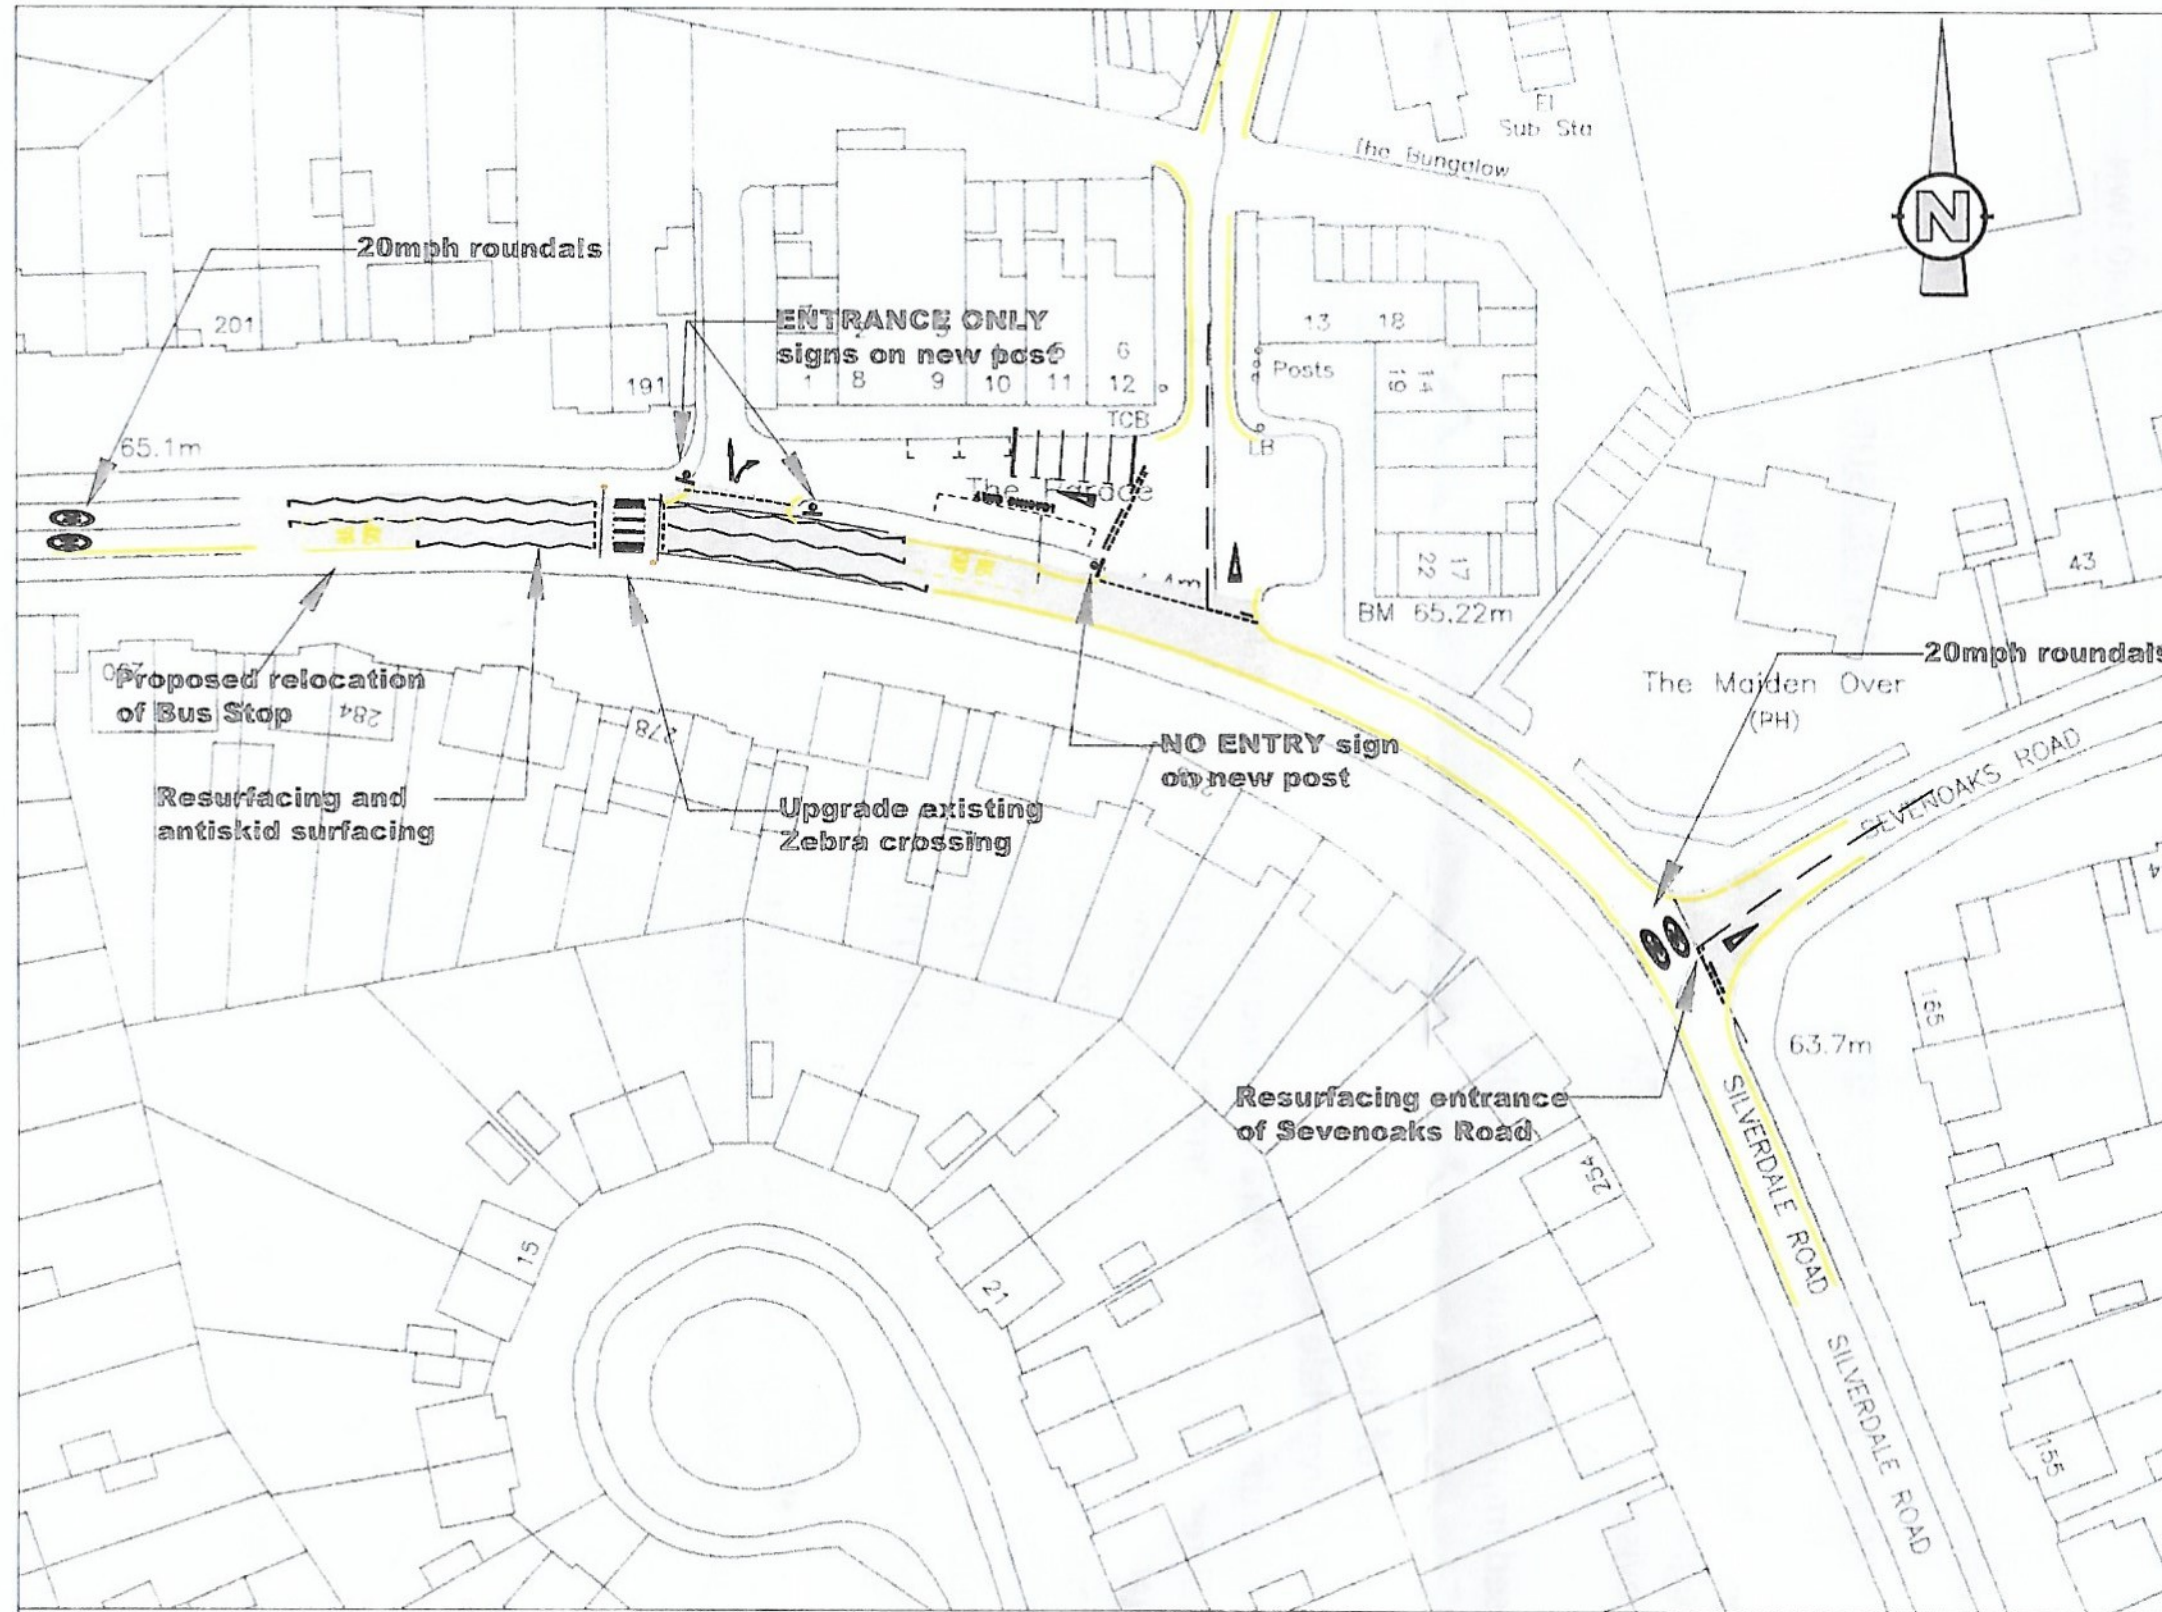 El
Sub Sta
The Bungalow
N
20mph roundals
201
ENTRANCE ONLY
signs on new post
13 18
191
1 8 9 10 11 6
12
Posts
19 14
TCB
65.1m
LB
The Parade
22 17
43
BM 65.22m
Proposed relocation
of Bus Stop
284
278
The Maiden Over
(PH)
20mph roundals
NO ENTRY sign
on new post
SEVENOAKS ROAD
Resurfacing and
antiskid surfacing
Upgrade existing
Zebra crossing
165
63.7m
Resurfacing entrance
of Sevenoaks Road
254
SILVERDALE ROAD
15
21
SILVERDALE ROAD
155